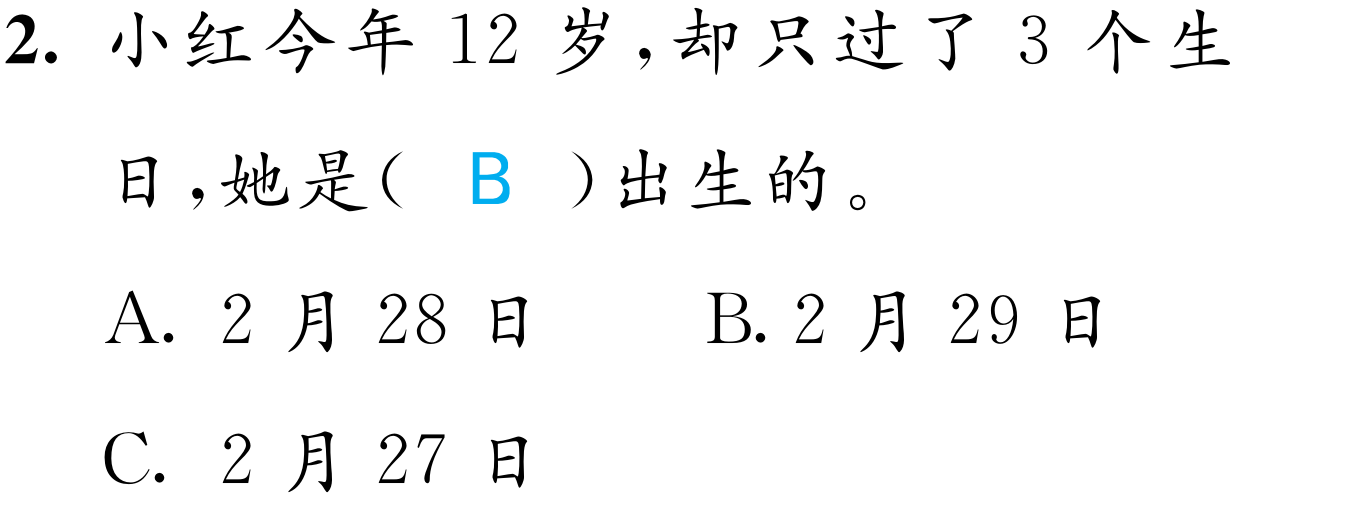 2. 小红今年 12 岁,却只过了 3 个生
日,她是( B )出生的。
A. 2 月 28 日 B. 2 月 29 日
C. 2 月 27 日